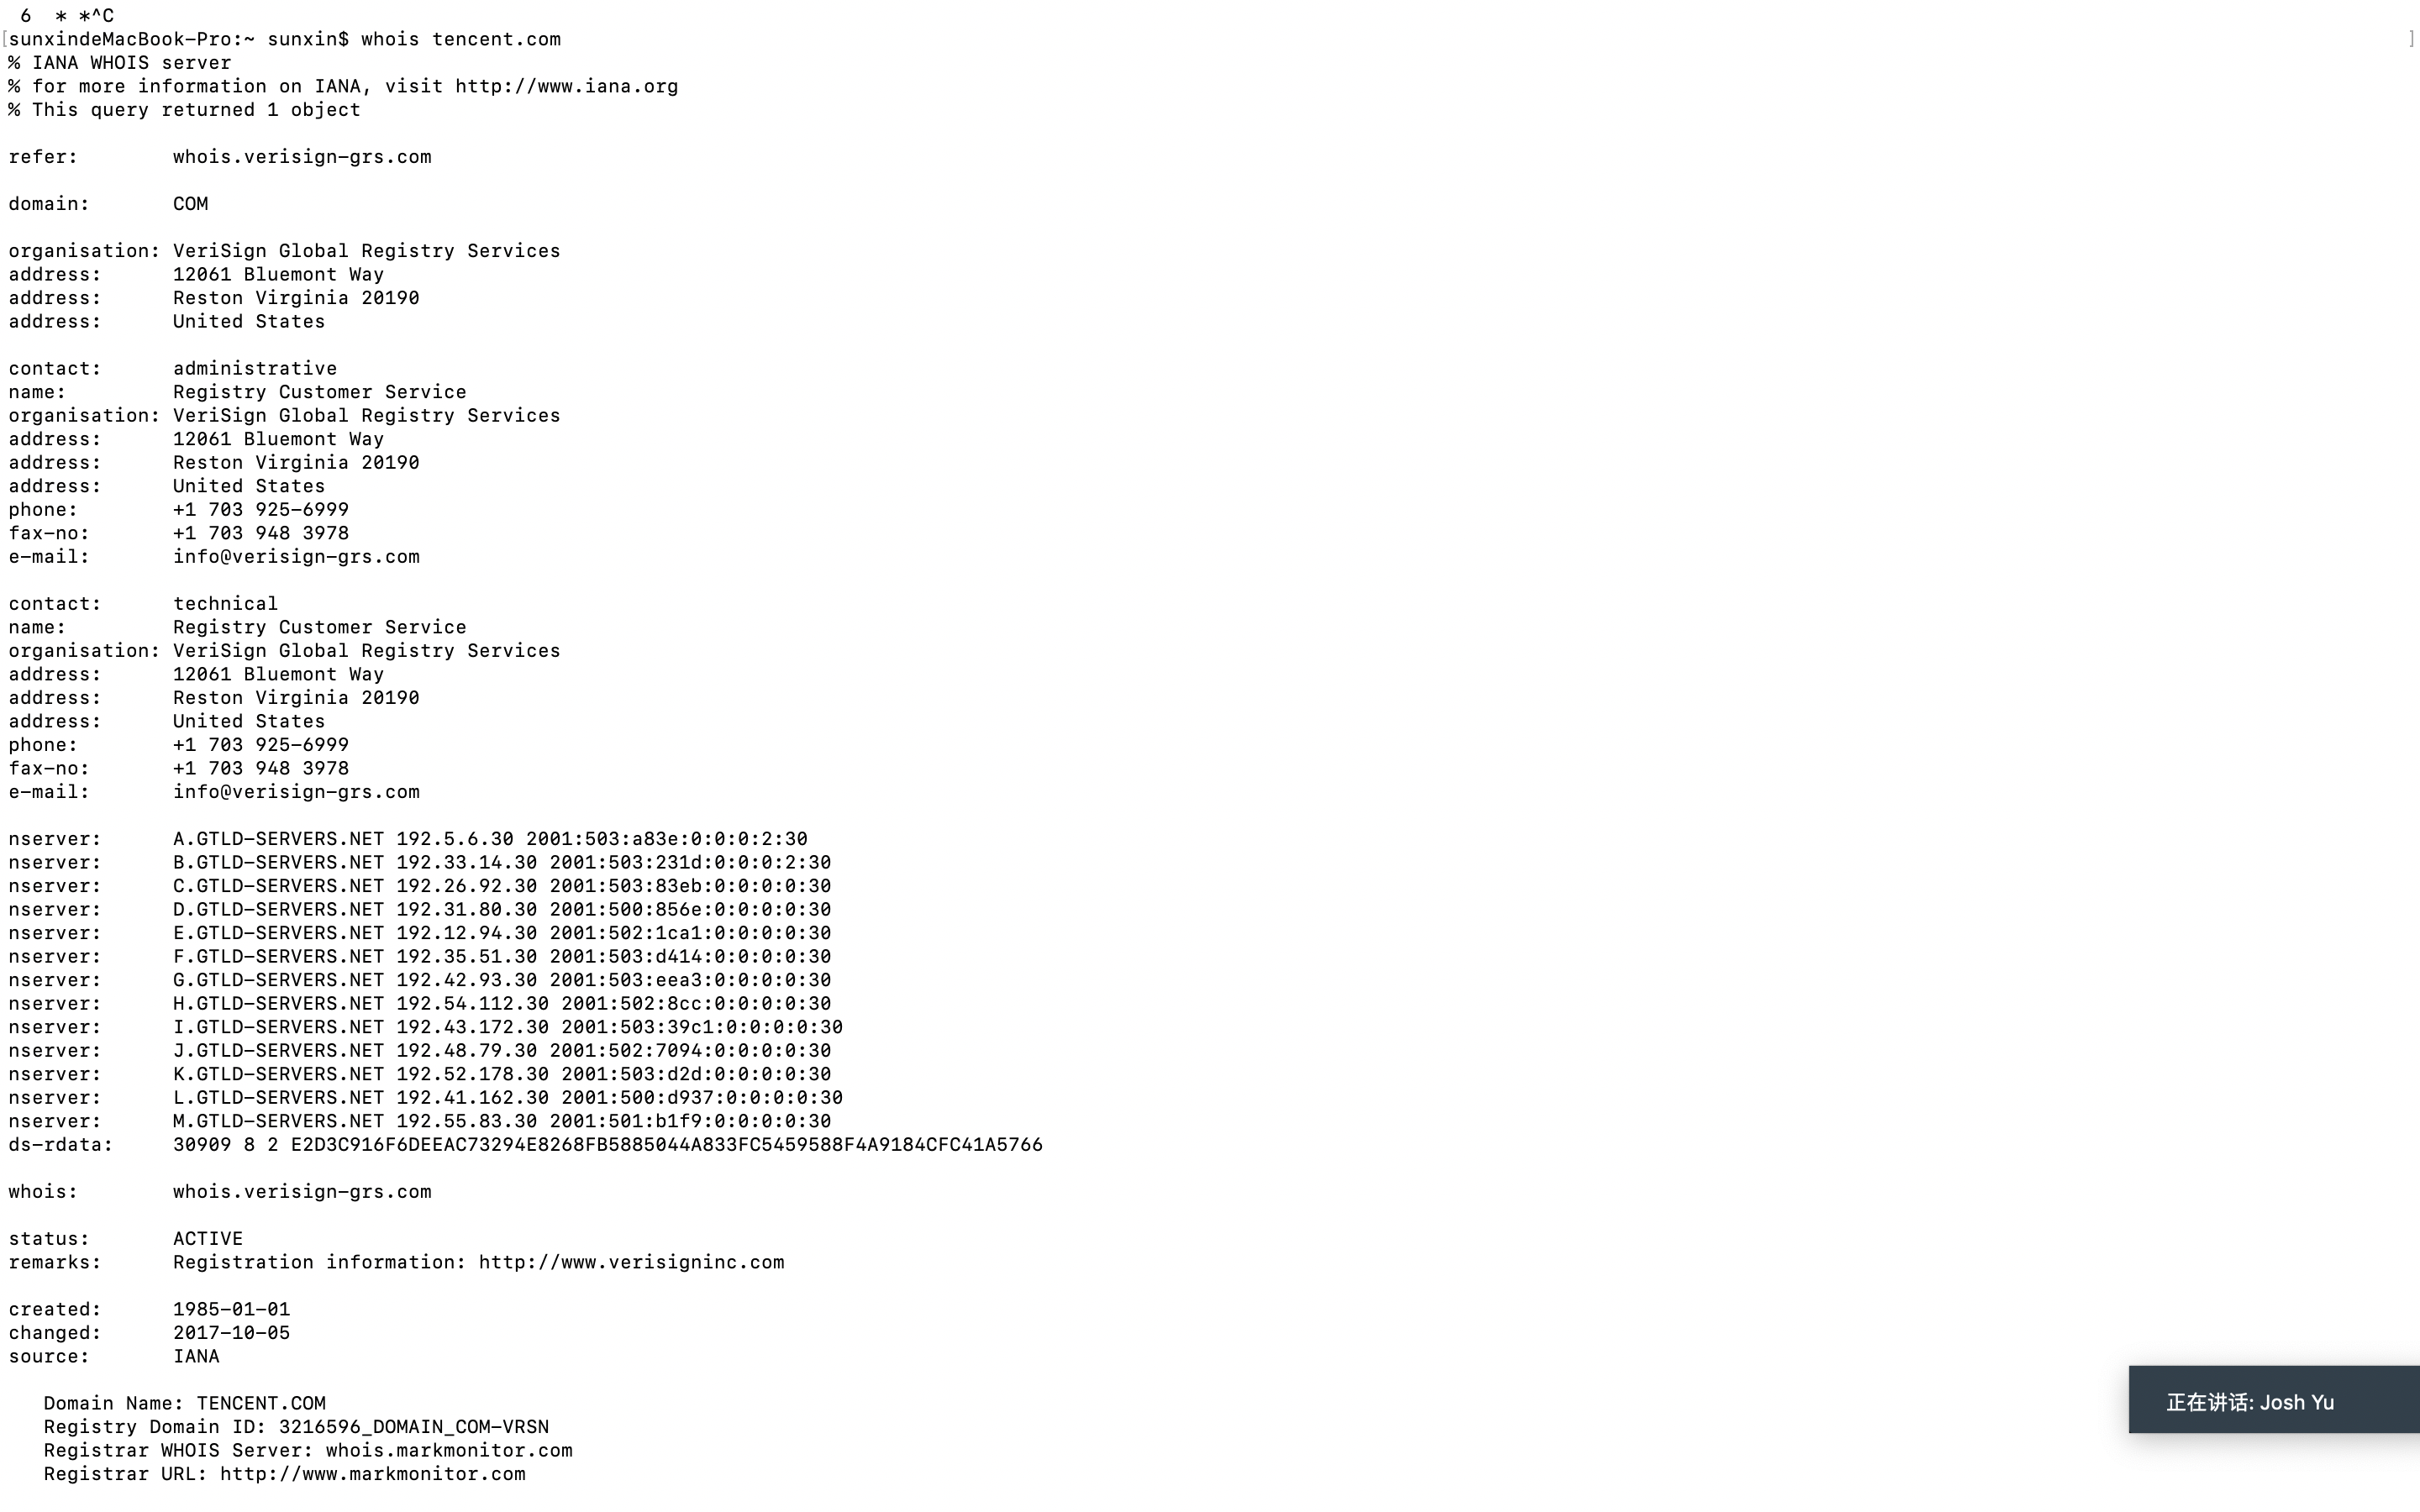 6  * *^C
[sunxindeMacBook-Pro:~ sunxin$ whois tencent.com ]
% IANA WHOIS server
% for more information on IANA, visit http://www.iana.org
% This query returned 1 object

refer:        whois.verisign-grs.com

domain:       COM

organisation: VeriSign Global Registry Services
address:      12061 Bluemont Way
address:      Reston Virginia 20190
address:      United States

contact:      administrative
name:         Registry Customer Service
organisation: VeriSign Global Registry Services
address:      12061 Bluemont Way
address:      Reston Virginia 20190
address:      United States
phone:        +1 703 925-6999
fax-no:       +1 703 948 3978
e-mail:       info@verisign-grs.com

contact:      technical
name:         Registry Customer Service
organisation: VeriSign Global Registry Services
address:      12061 Bluemont Way
address:      Reston Virginia 20190
address:      United States
phone:        +1 703 925-6999
fax-no:       +1 703 948 3978
e-mail:       info@verisign-grs.com

nserver:      A.GTLD-SERVERS.NET 192.5.6.30 2001:503:a83e:0:0:0:2:30
nserver:      B.GTLD-SERVERS.NET 192.33.14.30 2001:503:231d:0:0:0:2:30
nserver:      C.GTLD-SERVERS.NET 192.26.92.30 2001:503:83eb:0:0:0:0:30
nserver:      D.GTLD-SERVERS.NET 192.31.80.30 2001:500:856e:0:0:0:0:30
nserver:      E.GTLD-SERVERS.NET 192.12.94.30 2001:502:1ca1:0:0:0:0:30
nserver:      F.GTLD-SERVERS.NET 192.35.51.30 2001:503:d414:0:0:0:0:30
nserver:      G.GTLD-SERVERS.NET 192.42.93.30 2001:503:eea3:0:0:0:0:30
nserver:      H.GTLD-SERVERS.NET 192.54.112.30 2001:502:8cc:0:0:0:0:30
nserver:      I.GTLD-SERVERS.NET 192.43.172.30 2001:503:39c1:0:0:0:0:30
nserver:      J.GTLD-SERVERS.NET 192.48.79.30 2001:502:7094:0:0:0:0:30
nserver:      K.GTLD-SERVERS.NET 192.52.178.30 2001:503:d2d:0:0:0:0:30
nserver:      L.GTLD-SERVERS.NET 192.41.162.30 2001:500:d937:0:0:0:0:30
nserver:      M.GTLD-SERVERS.NET 192.55.83.30 2001:501:b1f9:0:0:0:0:30
ds-rdata:     30909 8 2 E2D3C916F6DEEAC73294E8268FB5885044A833FC5459588F4A9184CFC41A5766

whois:        whois.verisign-grs.com

status:       ACTIVE
remarks:      Registration information: http://www.verisigninc.com

created:      1985-01-01
changed:      2017-10-05
source:       IANA

Domain Name: TENCENT.COM
正在讲话: Josh Yu
Registry Domain ID: 3216596_DOMAIN_COM-VRSN
Registrar WHOIS Server: whois.markmonitor.com
Registrar URL: http://www.markmonitor.com